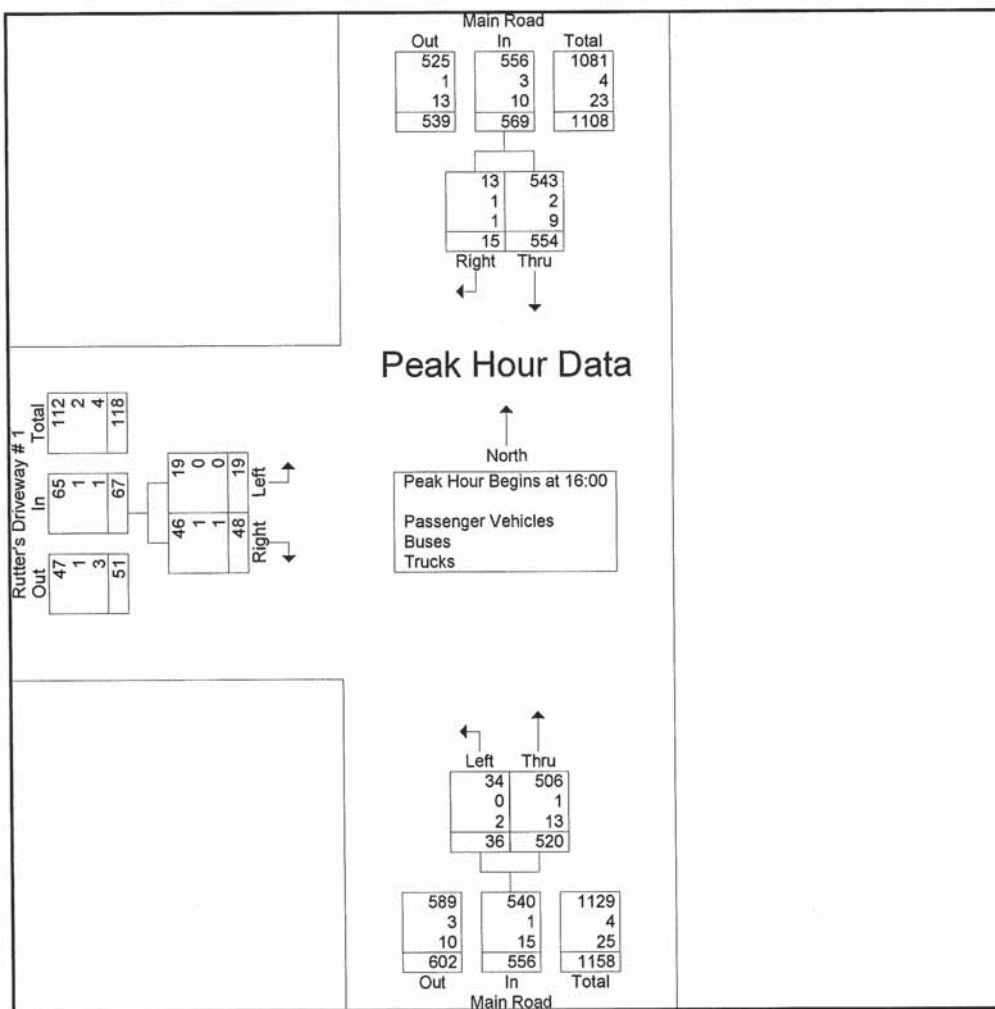 Main Road
Out In Total
525 556 1081
1 3 4
13 10 23
539 569 1108
13 543
1 2
1 9
15 554
Right Thru
Peak Hour Data
Rutter's Driveway # 1
Total
112 2 4 118
In
65 1 1 67
Out
47 1 3 51
19 0 0 19
Left
46 1 1 48
Right
North
Peak Hour Begins at 16:00
Passenger Vehicles
Buses
Trucks
Left Thru
34 506
0 1
2 13
36 520
589 540 1129
3 1 4
10 15 25
602 556 1158
Out In Total
Main Road